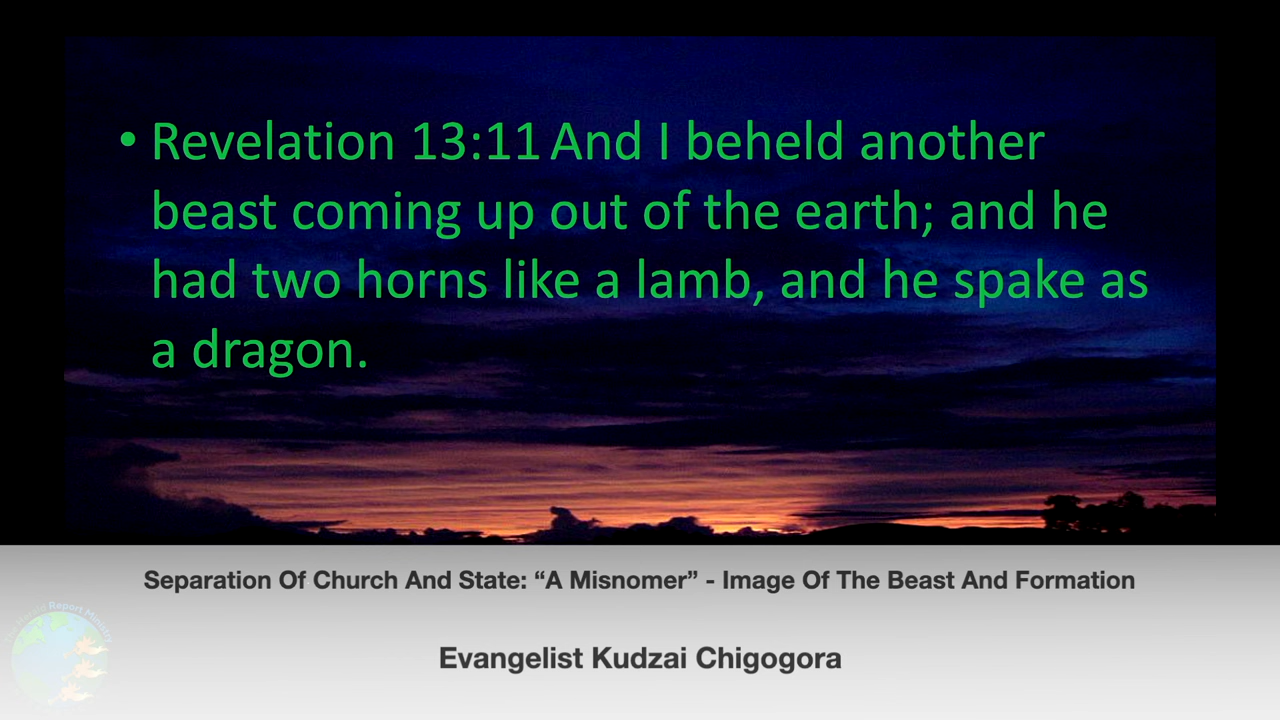 • Revelation 13:11 And I beheld another
beast coming up out of the earth; and he
had two horns like a lamb, and he spake as
a dragon.
Separation Of Church And State: “A Misnomer” - Image Of The Beast And Formation
Evangelist Kudzai Chigogora
Report Ministry